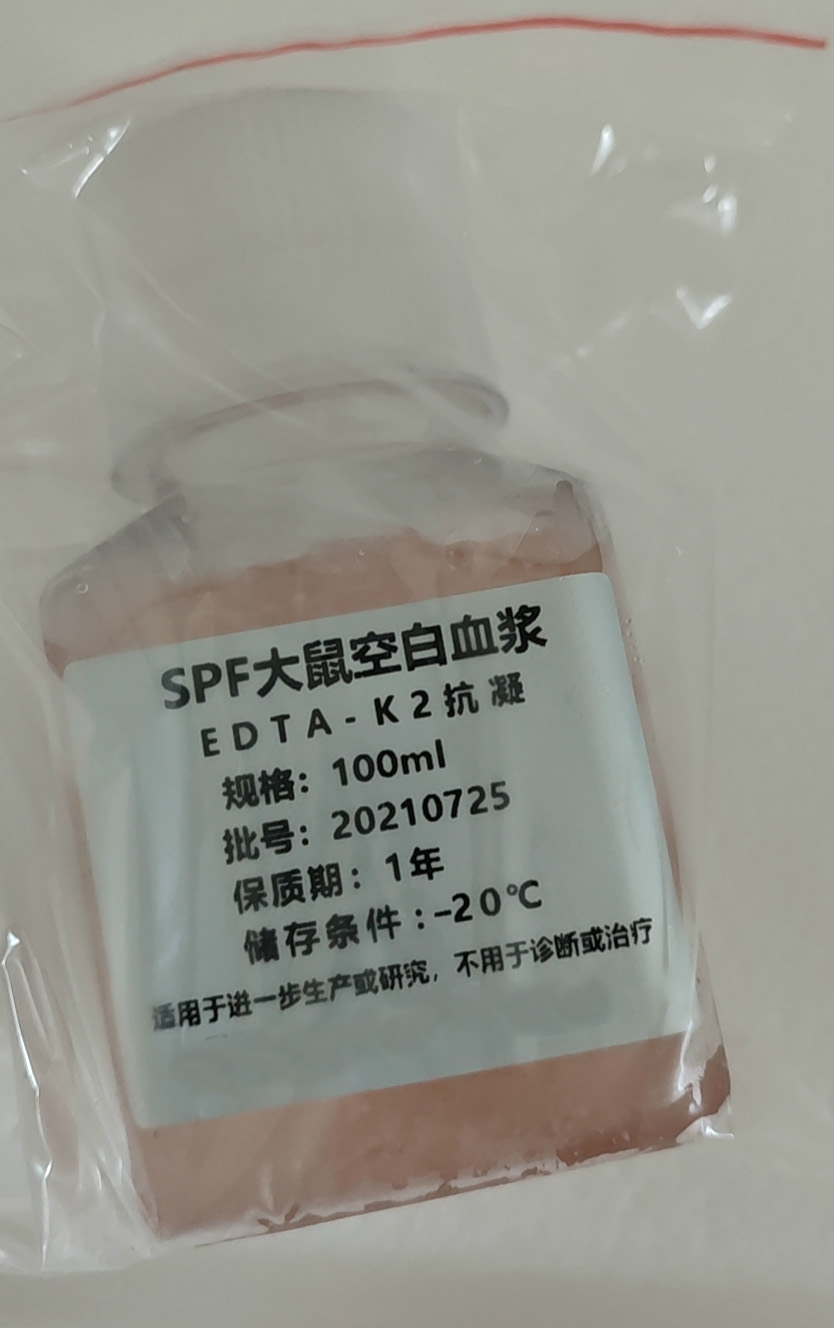 SPF大鼠空白血浆
EDTA-K2抗凝
规格：100ml
批号：20210725
保质期：1年
储存条件：-20℃
适用于进一步生产或研究，不用于诊断或治疗